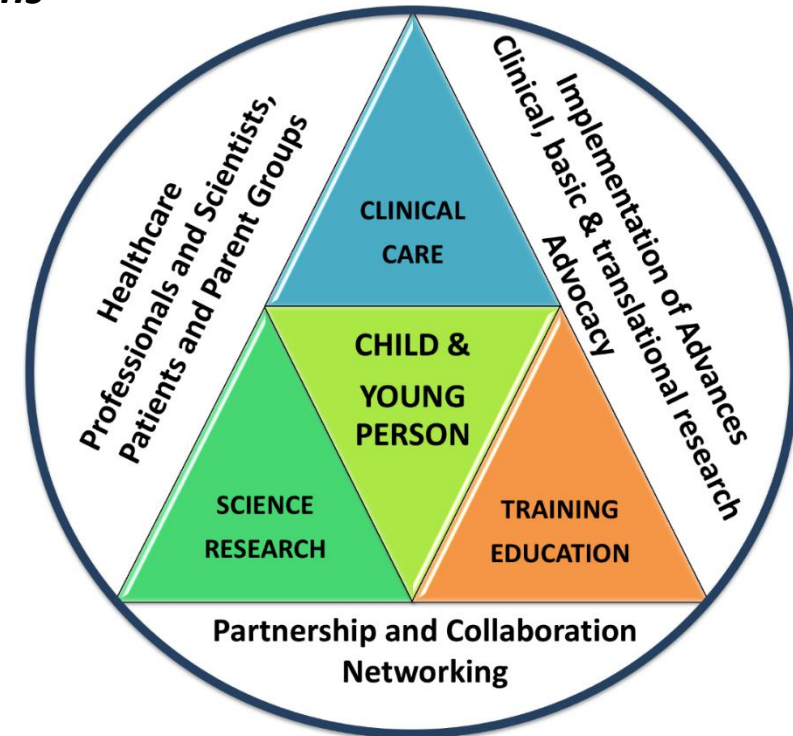 Healthcare
Professionals and Scientists,
Patients and Parent Groups
Implementation of Advances
Clinical, basic & translational research
Advocacy
CLINICAL
CARE
CHILD &
YOUNG
PERSON
SCIENCE
RESEARCH
TRAINING
EDUCATION
Partnership and Collaboration
Networking